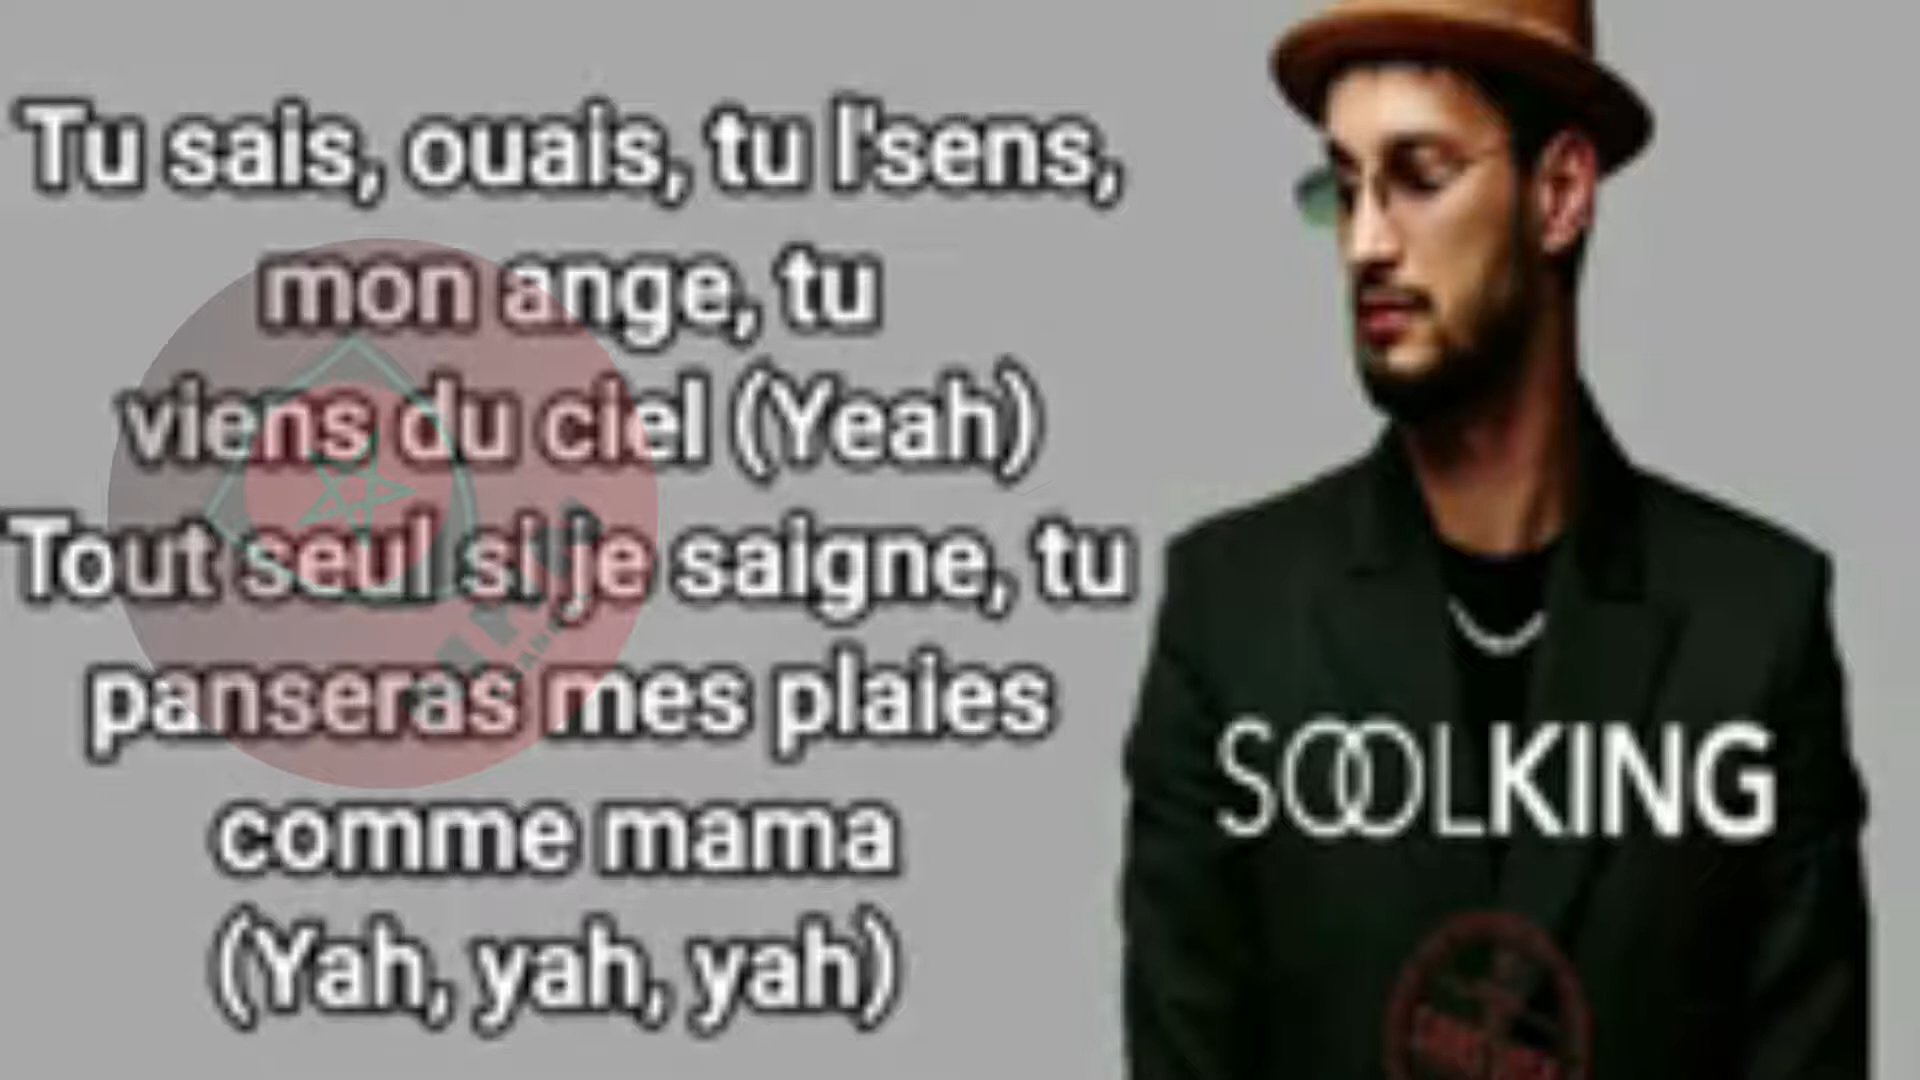 Tu sais, ouais, tu l'sens,
mon ange, tu
viens du ciel (Yeah)
Tout seul si je saigne, tu
panseras mes plaies
comme mama
(Yah, yah, yah)
SOOLKING